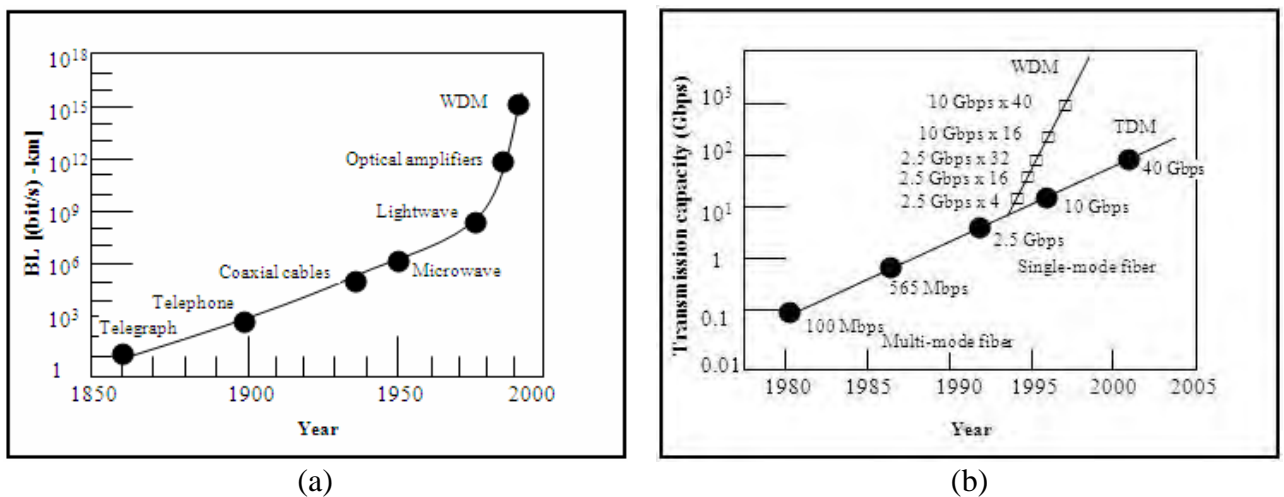 10^18
10^15
10^12
10^9
10^6
10^3
1
BL [(bit/s) -km)
WDM
Optical amplifiers
Lightwave
Coaxial cables
Microwave
Telephone
Telegraph
1850 1900 1950 2000
Year
(a)
Transmission capacity (Gbps)
10^3
10^2
10^1
1
0.1
0.01
WDM
10 Gbps x 40
10 Gbps x 16
TDM
2.5 Gbps x 32
2.5 Gbps x 16
40 Gbps
2.5 Gbps x 4
10 Gbps
2.5 Gbps
Single-mode fiber
565 Mbps
100 Mbps
Multi-mode fiber
1980 1985 1990 1995 2000 2005
Year
(b)